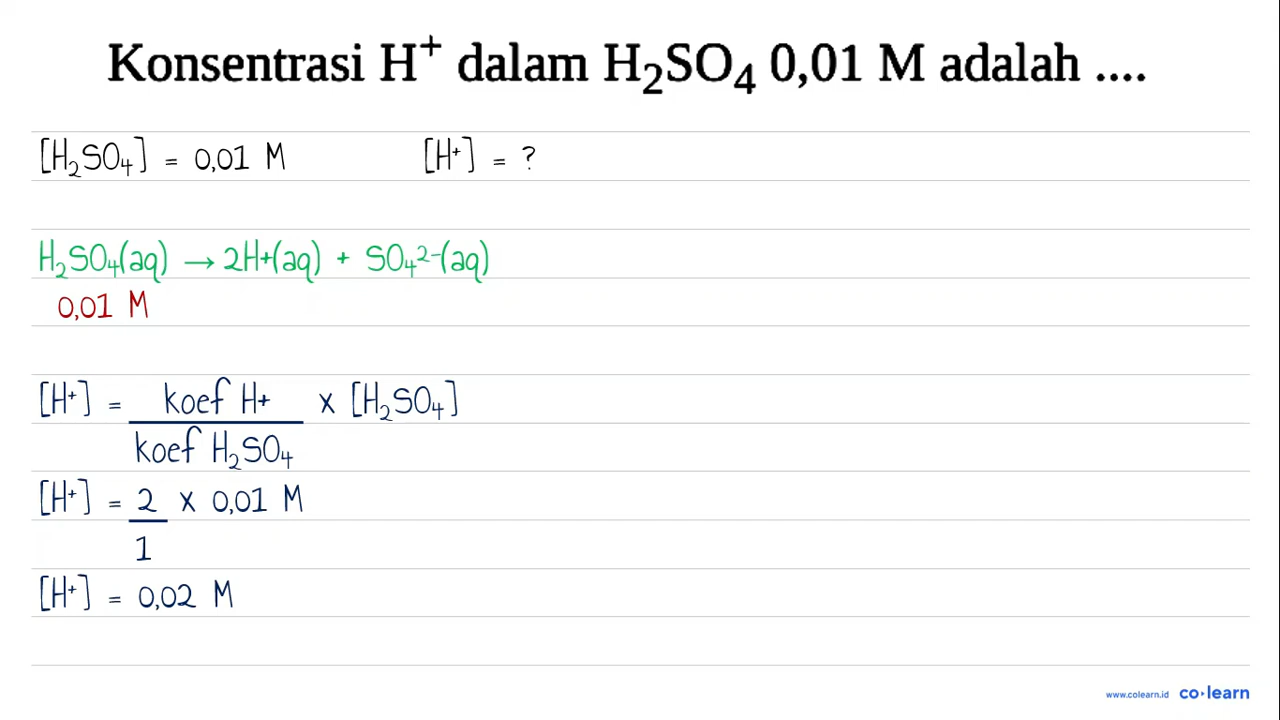 Konsentrasi H⁺ dalam H₂SO₄ 0,01 M adalah ....
[H₂SO₄] = 0,01 M [H⁺] = ?
H₂SO₄(aq) → 2H+(aq) + SO₄²⁻(aq)
0,01 M
[H⁺] = koef H+ / koef H₂SO₄ x [H₂SO₄]
[H⁺] = 2 / 1 x 0,01 M
[H⁺] = 0,02 M
www.colearn.id co·learn